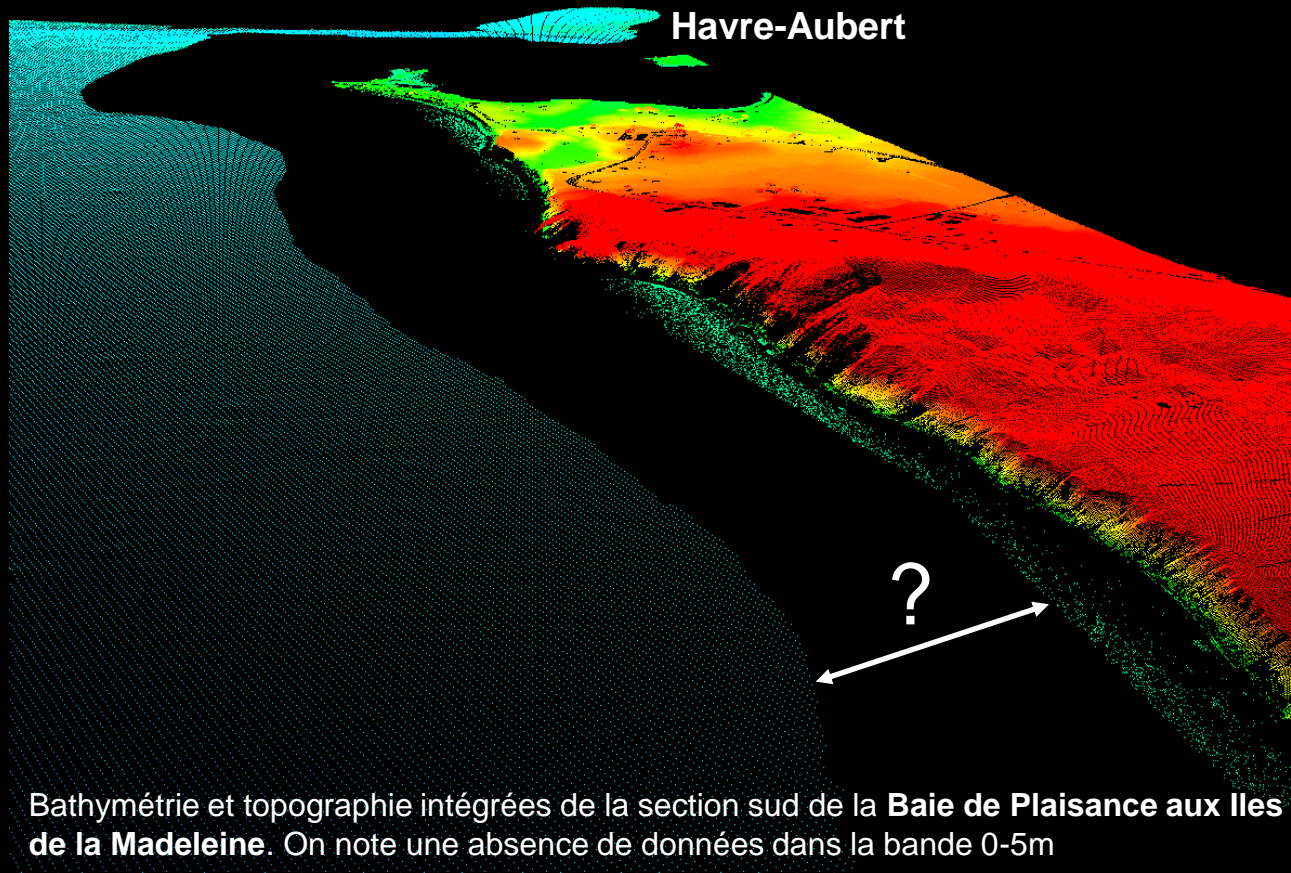 Havre-Aubert
?
Bathymétrie et topographie intégrées de la section sud de la Baie de Plaisance aux Iles
de la Madeleine. On note une absence de données dans la bande 0-5m